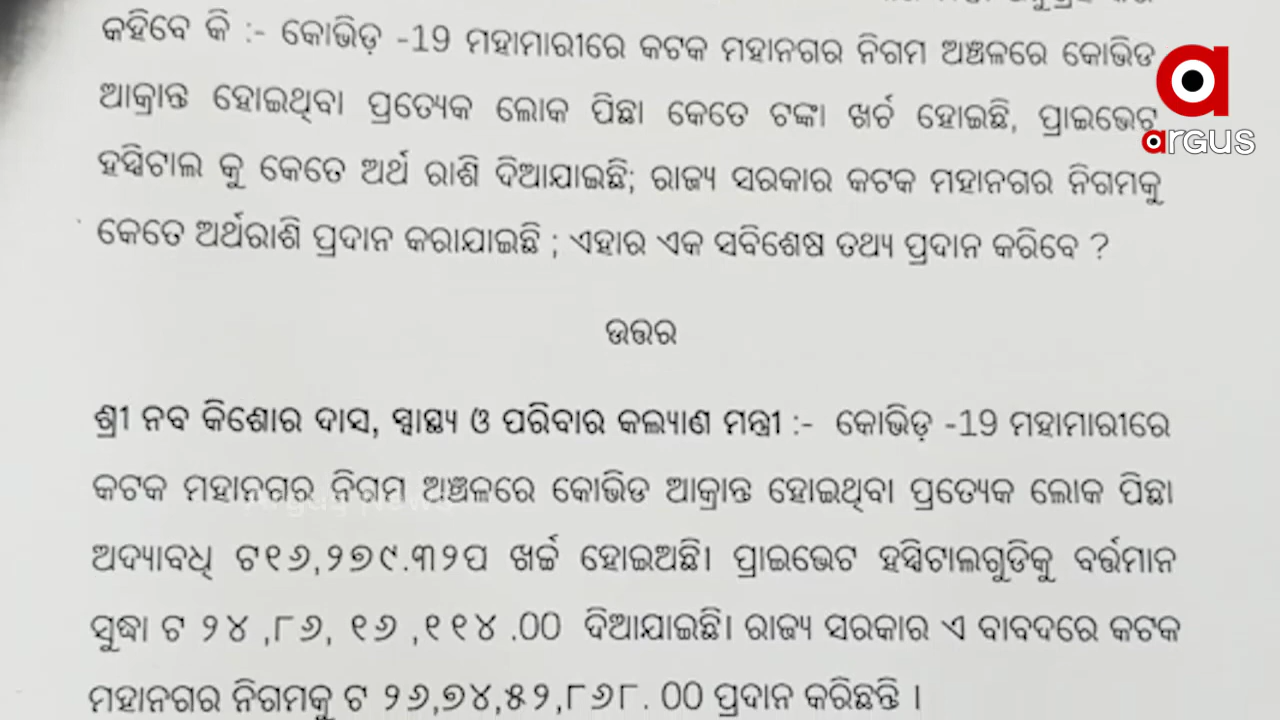 କହିବେ କି :- କୋଭିଡ଼ -19 ମହାମାରୀରେ କଟକ ମହାନଗର ନିଗମ ଅଞ୍ଚଳରେ କୋଭିଡ
ଆକ୍ରାନ୍ତ ହୋଇଥିବା ପ୍ରତ୍ୟେକ ଲୋକ ପିଛା କେତେ ଟଙ୍କା ଖର୍ଚ ହୋଇଛି, ପ୍ରାଇଭେଟ
argus
ହସ୍ପିଟାଲ କୁ କେତେ ଅର୍ଥ ରାଶି ଦିଆଯାଇଛି; ରାଜ୍ୟ ସରକାର କଟକ ମହାନଗର ନିଗମକୁ
କେତେ ଅର୍ଥରାଶି ପ୍ରଦାନ କରାଯାଇଛି ; ଏହାର ଏକ ସବିଶେଷ ତଥ୍ୟ ପ୍ରଦାନ କରିବେ ?
ଉତ୍ତର
ଶ୍ରୀ ନବ କିଶୋର ଦାସ, ସ୍ୱାସ୍ଥ୍ୟ ଓ ପରିବାର କଲ୍ୟାଣ ମନ୍ତ୍ରୀ :- କୋଭିଡ଼ -19 ମହାମାରୀରେ
କଟକ ମହାନଗର ନିଗମ ଅଞ୍ଚଳରେ କୋଭିଡ ଆକ୍ରାନ୍ତ ହୋଇଥିବା ପ୍ରତ୍ୟେକ ଲୋକ ପିଛା
Argus News
ଅଦ୍ୟାବଧି ଟ୧୬,୨୭୯.୩୨ପ ଖର୍ଚ୍ଚ ହୋଇଅଛି। ପ୍ରାଇଭେଟ ହସ୍ପିଟାଲଗୁଡିକୁ ବର୍ତ୍ତମାନ
ସୁଦ୍ଧା ଟ ୨୪ ,୮୬, ୧୬ ,୧୧୪ .00 ଦିଆଯାଇଛି। ରାଜ୍ୟ ସରକାର ଏ ବାବଦରେ କଟକ
ମହାନଗର ନିଗମକୁ ଟ ୨୬,୭୪,୫୨,୮୬୮. 00 ପ୍ରଦାନ କରିଛନ୍ତି ।